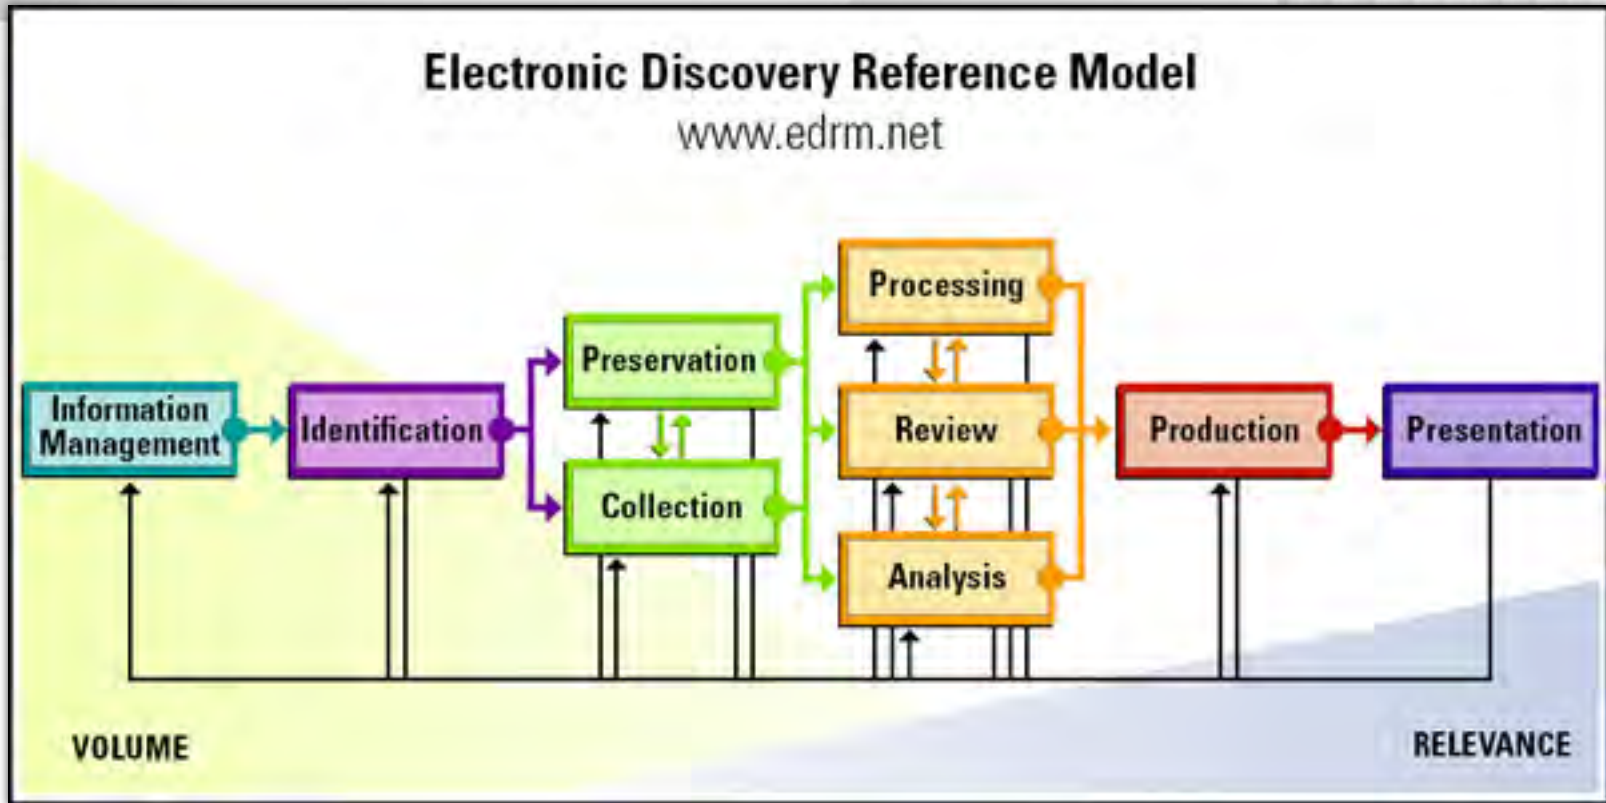 Electronic Discovery Reference Model
www.edrm.net
Information
Management
Identification
Preservation
Collection
Processing
Review
Analysis
Production
Presentation
VOLUME
RELEVANCE